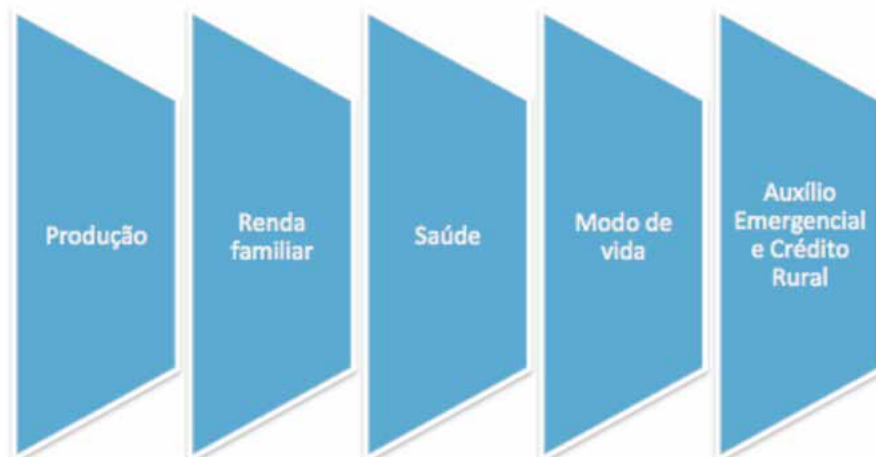 Produção
Renda
familiar
Saúde
Modo de
vida
Auxílio
Emergencial
e Crédito
Rural